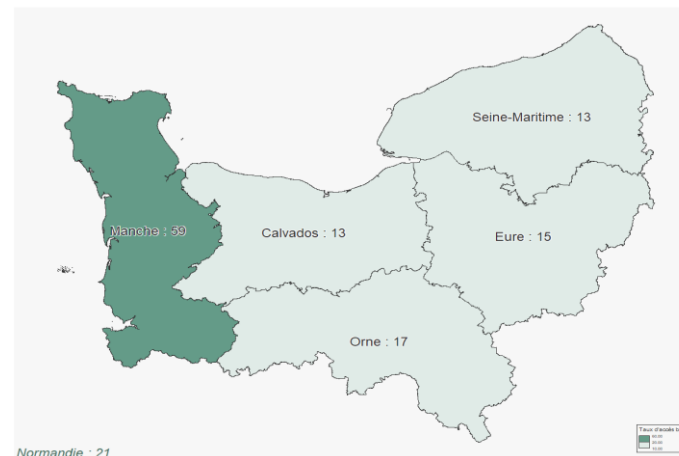 Seine-Maritime : 13
Manche : 59
Calvados : 13
Eure : 15
Orne : 17
Normandie : 21